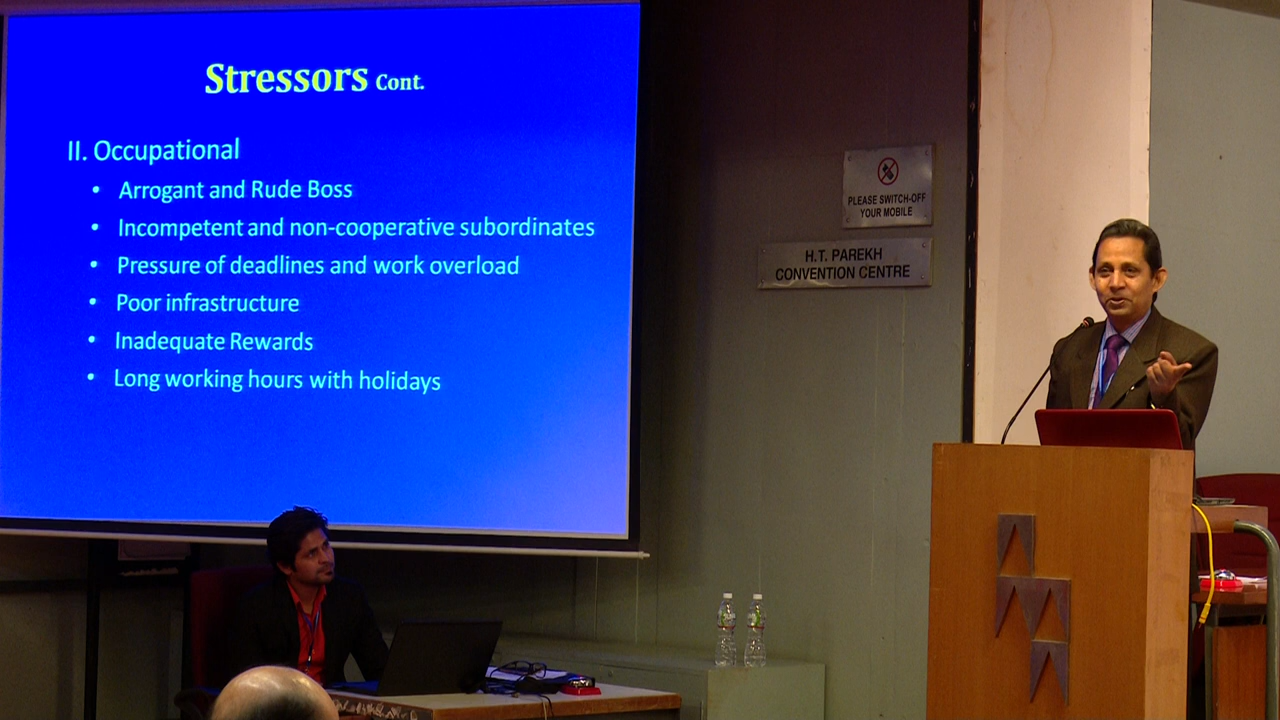 Stressors Cont.
II. Occupational
• Arrogant and Rude Boss
• Incompetent and non-cooperative subordinates
• Pressure of deadlines and work overload
• Poor infrastructure
• Inadequate Rewards
• Long working hours with holidays
PLEASE SWITCH-OFF
YOUR MOBILE
H.T. PAREKH
CONVENTION CENTRE